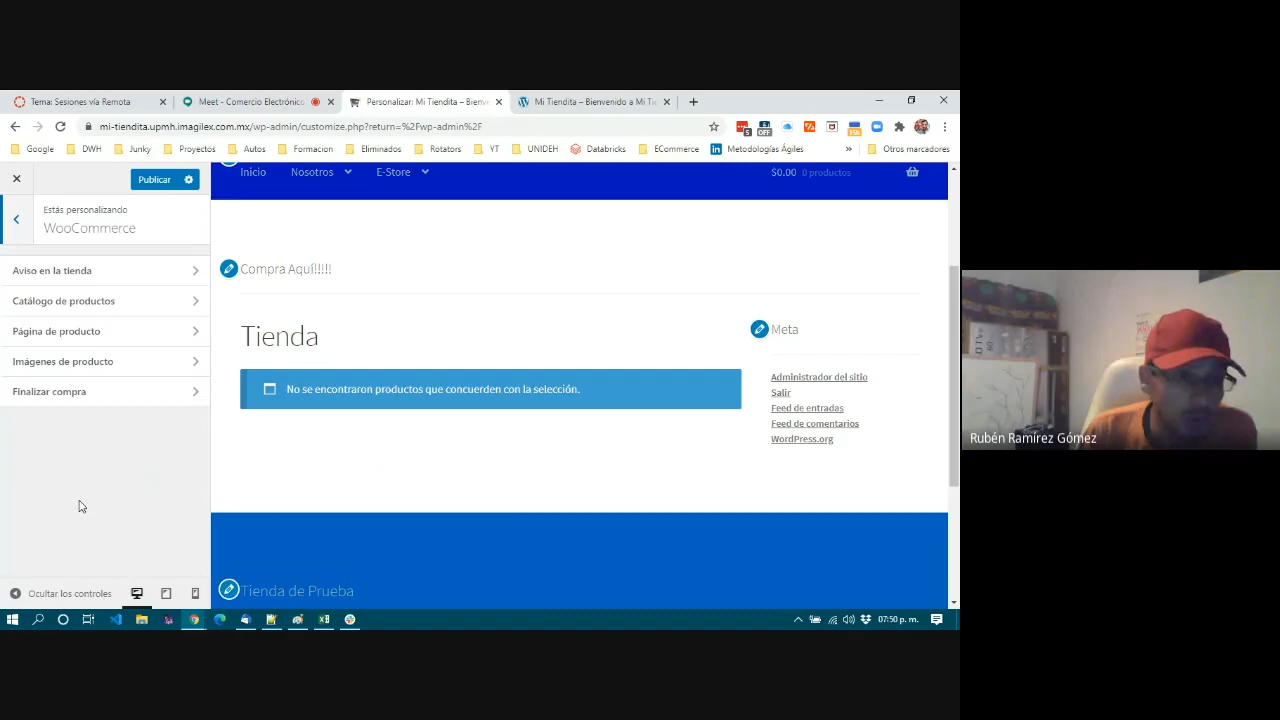 Tema: Sesiones vía Remota
Meet - Comercio Electrónico
Personalizar: Mi Tiendita – Bienve
Mi Tiendita – Bienvenido a Mi Ti
mi-tiendita.upmh.imagilex.com.mx/wp-admin/customize.php?return=%2Fwp-admin%2F
Google
DWH
Junky
Proyectos
Autos
Formacion
Eliminados
Rotators
YT
UNIDEH
Databricks
ECommerce
Metodologías Ágiles
»
Otros marcadores
Publicar
Estás personalizando
WooCommerce
Aviso en la tienda
Catálogo de productos
Página de producto
Imágenes de producto
Finalizar compra
Ocultar los controles
Inicio
Nosotros
E-Store
$0.00 0 productos
Compra Aquí!!!!!
Tienda
No se encontraron productos que concuerden con la selección.
Meta
Administrador del sitio
Salir
Feed de entradas
Feed de comentarios
WordPress.org
Tienda de Prueba
07:50 p. m.
Rubén Ramírez Gómez